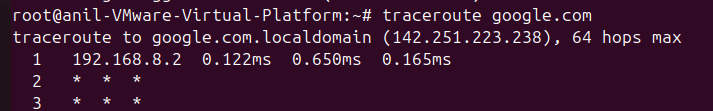 root@anil-VMware-Virtual-Platform:~# traceroute google.com
traceroute to google.com.localdomain (142.251.223.238), 64 hops max
1 192.168.8.2 0.122ms 0.650ms 0.165ms
2 * * *
3 * * *